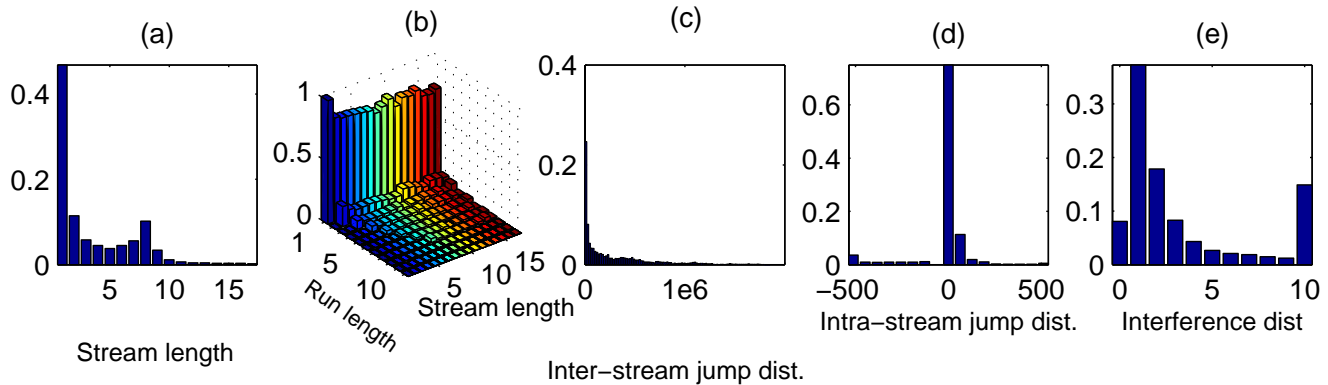 (a)
0.4
0.2
0
5 10 15
Stream length
(b)
1
0.5
0
1
5
10
Run length
5
10
15
Stream length
(c)
0.4
0.2
0
0 1e6
Inter−stream jump dist.
(d)
0.6
0.4
0.2
0
−500 0 500
Intra−stream jump dist.
(e)
0.3
0.2
0.1
0
0 5 10
Interference dist